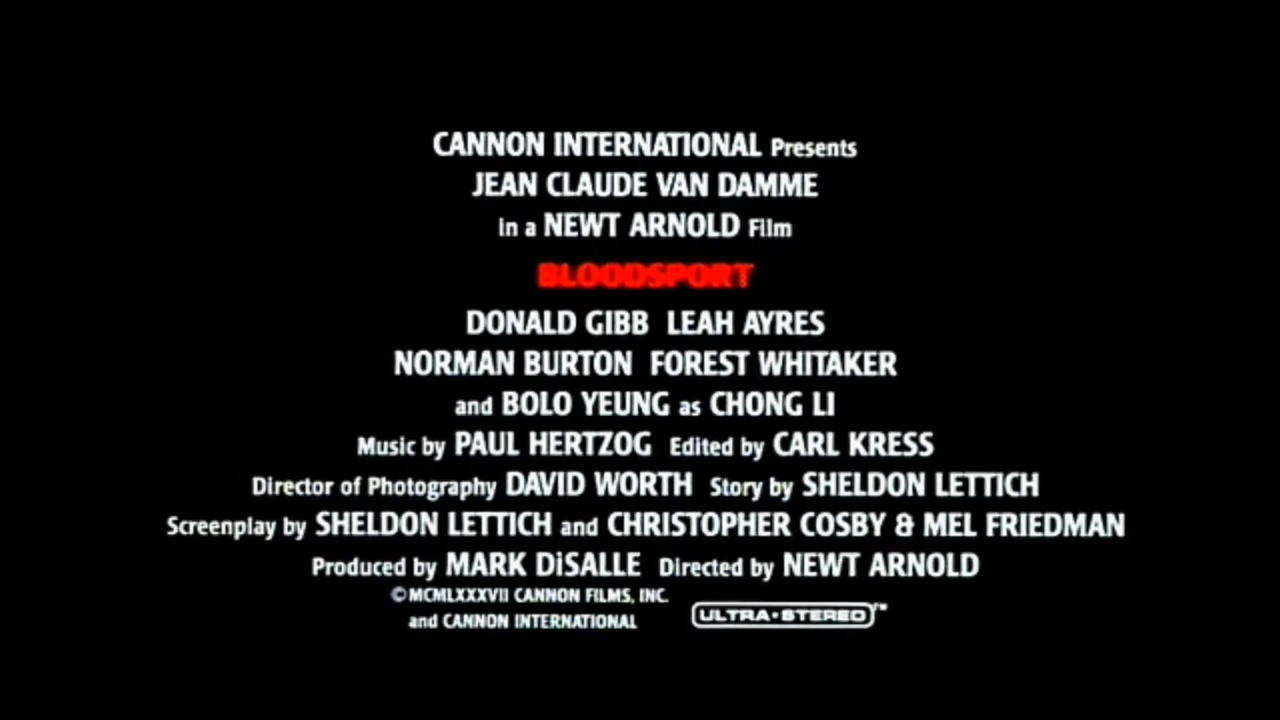 CANNON INTERNATIONAL Presents
JEAN CLAUDE VAN DAMME
in a NEWT ARNOLD Film
BLOODSPORT
DONALD GIBB LEAH AYRES
NORMAN BURTON FOREST WHITAKER
and BOLO YEUNG as CHONG LI
Music by PAUL HERTZOG Edited by CARL KRESS
Director of Photography DAVID WORTH Story by SHELDON LETTICH
Screenplay by SHELDON LETTICH and CHRISTOPHER COSBY & MEL FRIEDMAN
Produced by MARK DiSALLE Directed by NEWT ARNOLD
©MCMLXXXVII CANNON FILMS, INC.
and CANNON INTERNATIONAL
ULTRA•STEREO™